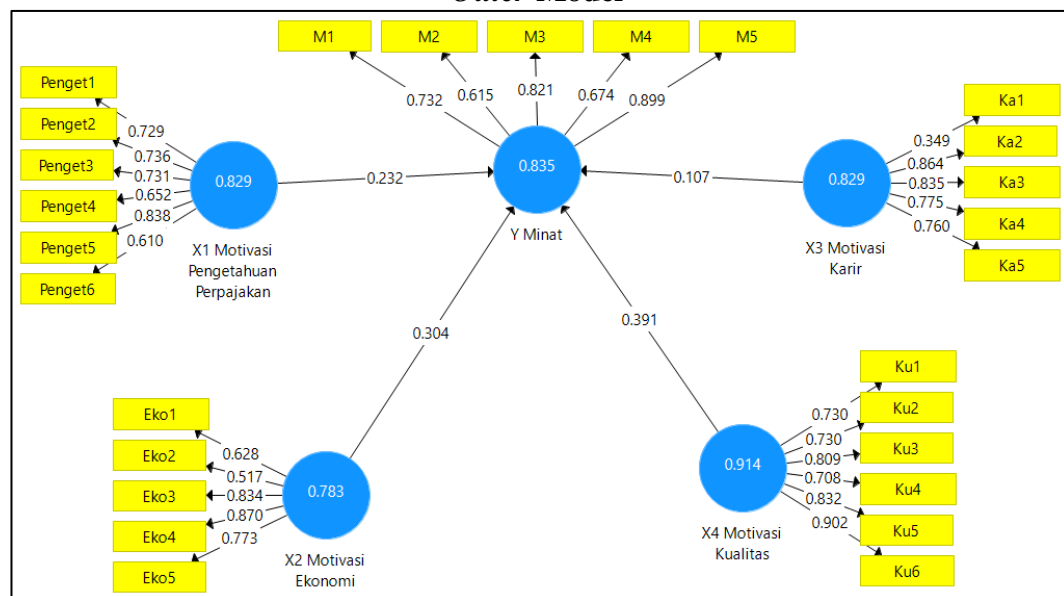 Outer Model
M1
M2
M3
M4
M5
0.732
0.615
0.821
0.674
0.899
0.835
Y Minat
Penget1
Penget2
Penget3
Penget4
Penget5
Penget6
0.729
0.736
0.731
0.652
0.838
0.610
0.829
X1 Motivasi
Pengetahuan
Perpajakan
0.232
0.107
Ka1
Ka2
Ka3
Ka4
Ka5
0.349
0.864
0.835
0.775
0.760
0.829
X3 Motivasi
Karir
0.304
0.391
Eko1
Eko2
Eko3
Eko4
Eko5
0.628
0.517
0.834
0.870
0.773
0.783
X2 Motivasi
Ekonomi
Ku1
Ku2
Ku3
Ku4
Ku5
Ku6
0.730
0.730
0.809
0.708
0.832
0.902
0.914
X4 Motivasi
Kualitas